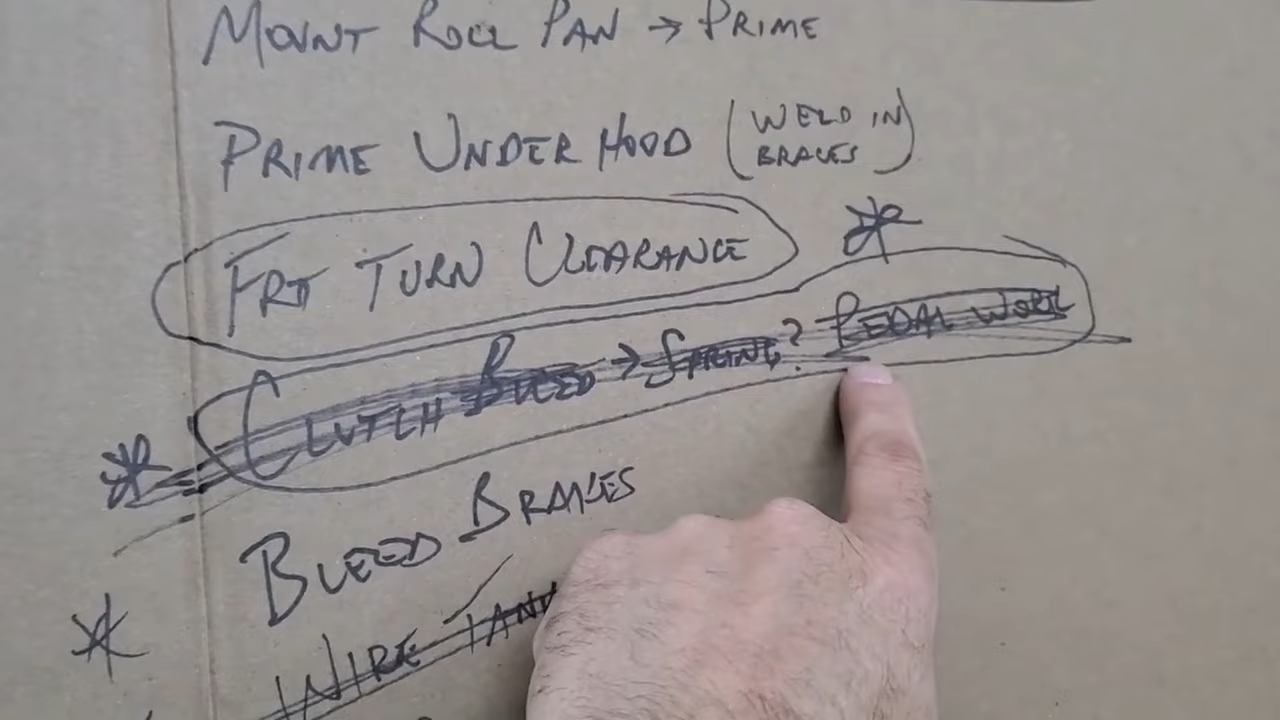 MOUNT ROLL PAN → PRIME
PRIME UNDER HOOD (WELD IN BRACES)
FRT TURN CLEARANCE
CLUTCH BLEED → SPRING? PEDAL WORK
BLEED BRAKES
WIRE TANK